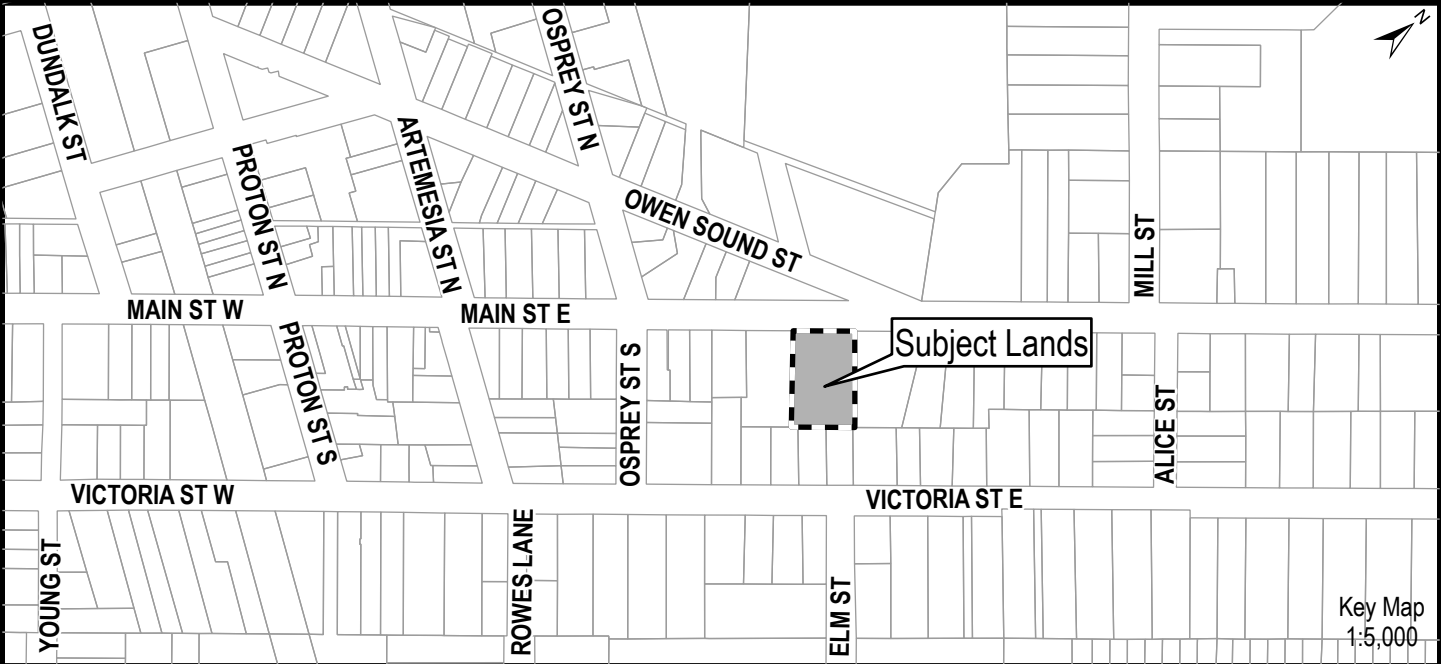 N
DUNDALK ST
OSPREY ST N
PROTON ST N
ARTEMESIA ST N
OWEN SOUND ST
MILL ST
MAIN ST W
MAIN ST E
PROTON ST S
OSPREY ST S
Subject Lands
ALICE ST
VICTORIA ST W
VICTORIA ST E
YOUNG ST
ROWES LANE
ELM ST
Key Map
1:5,000